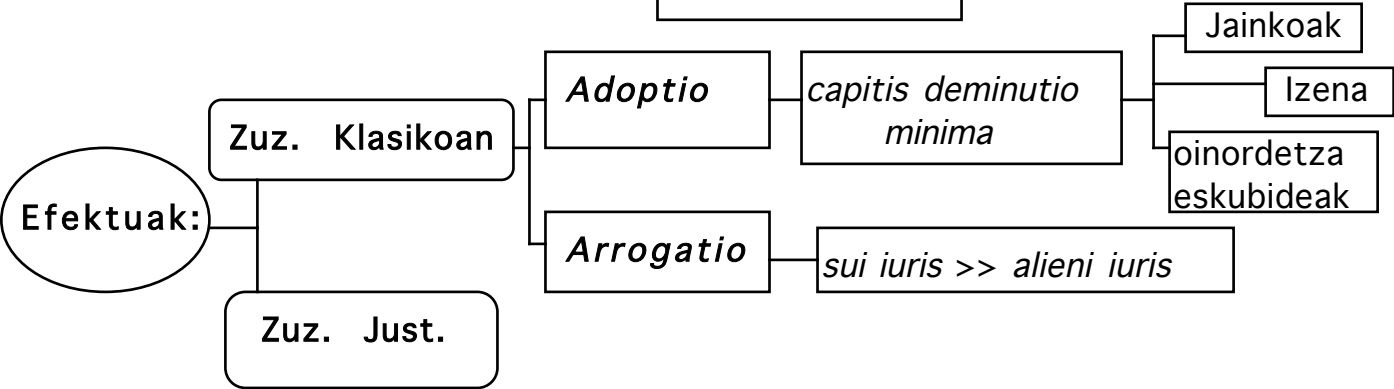 Jainkoak
Adoptio
capitis deminutio
minima
Izena
Zuz. Klasikoan
oinordetza
eskubideak
Efektuak:
Arrogatio
sui iuris >> alieni iuris
Zuz. Just.